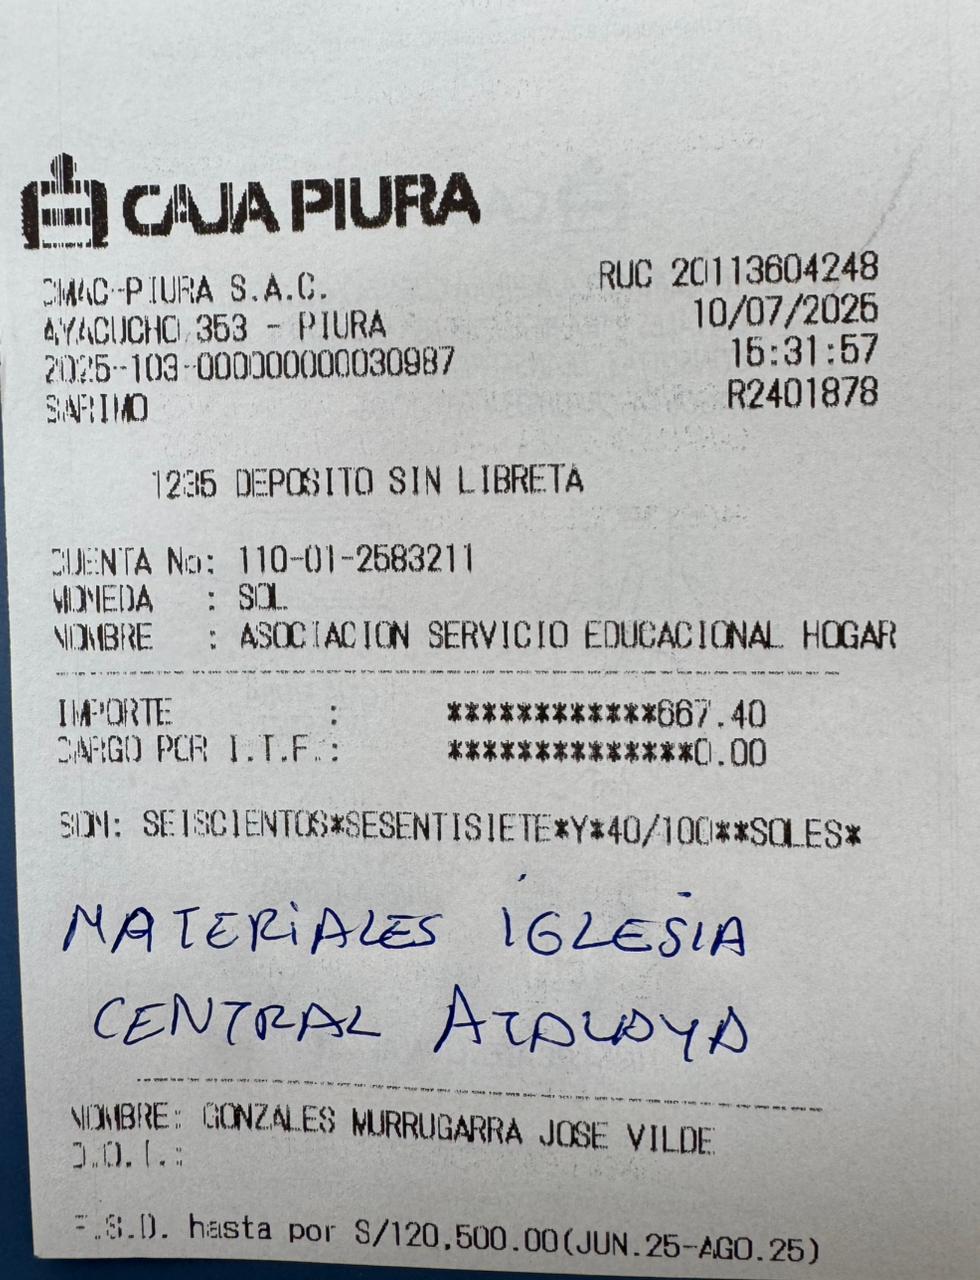 CAJA PIURA
CMAC-PIURA S.A.C. RUC 20113604248
AYACUCHO 353 - PIURA 10/07/2025
2025-103-000000000030987 15:31:57
SARIMO R2401878
1235 DEPOSITO SIN LIBRETA
CUENTA No: 110-01-2583211
MONEDA : SOL
NOMBRE : ASOCIACION SERVICIO EDUCACIONAL HOGAR
IMPORTE : ************667.40
CARGO POR I.T.F.: **************0.00
SON: SEISCIENTOS*SESENTISIETE*Y*40/100**SOLES*
MATERIALES IGLESIA
CENTRAL ATALAYA
NOMBRE: GONZALES MURRUGARRA JOSE VILDE
D.O.I.:
F.S.D. hasta por S/120,500.00(JUN.25-AGO.25)